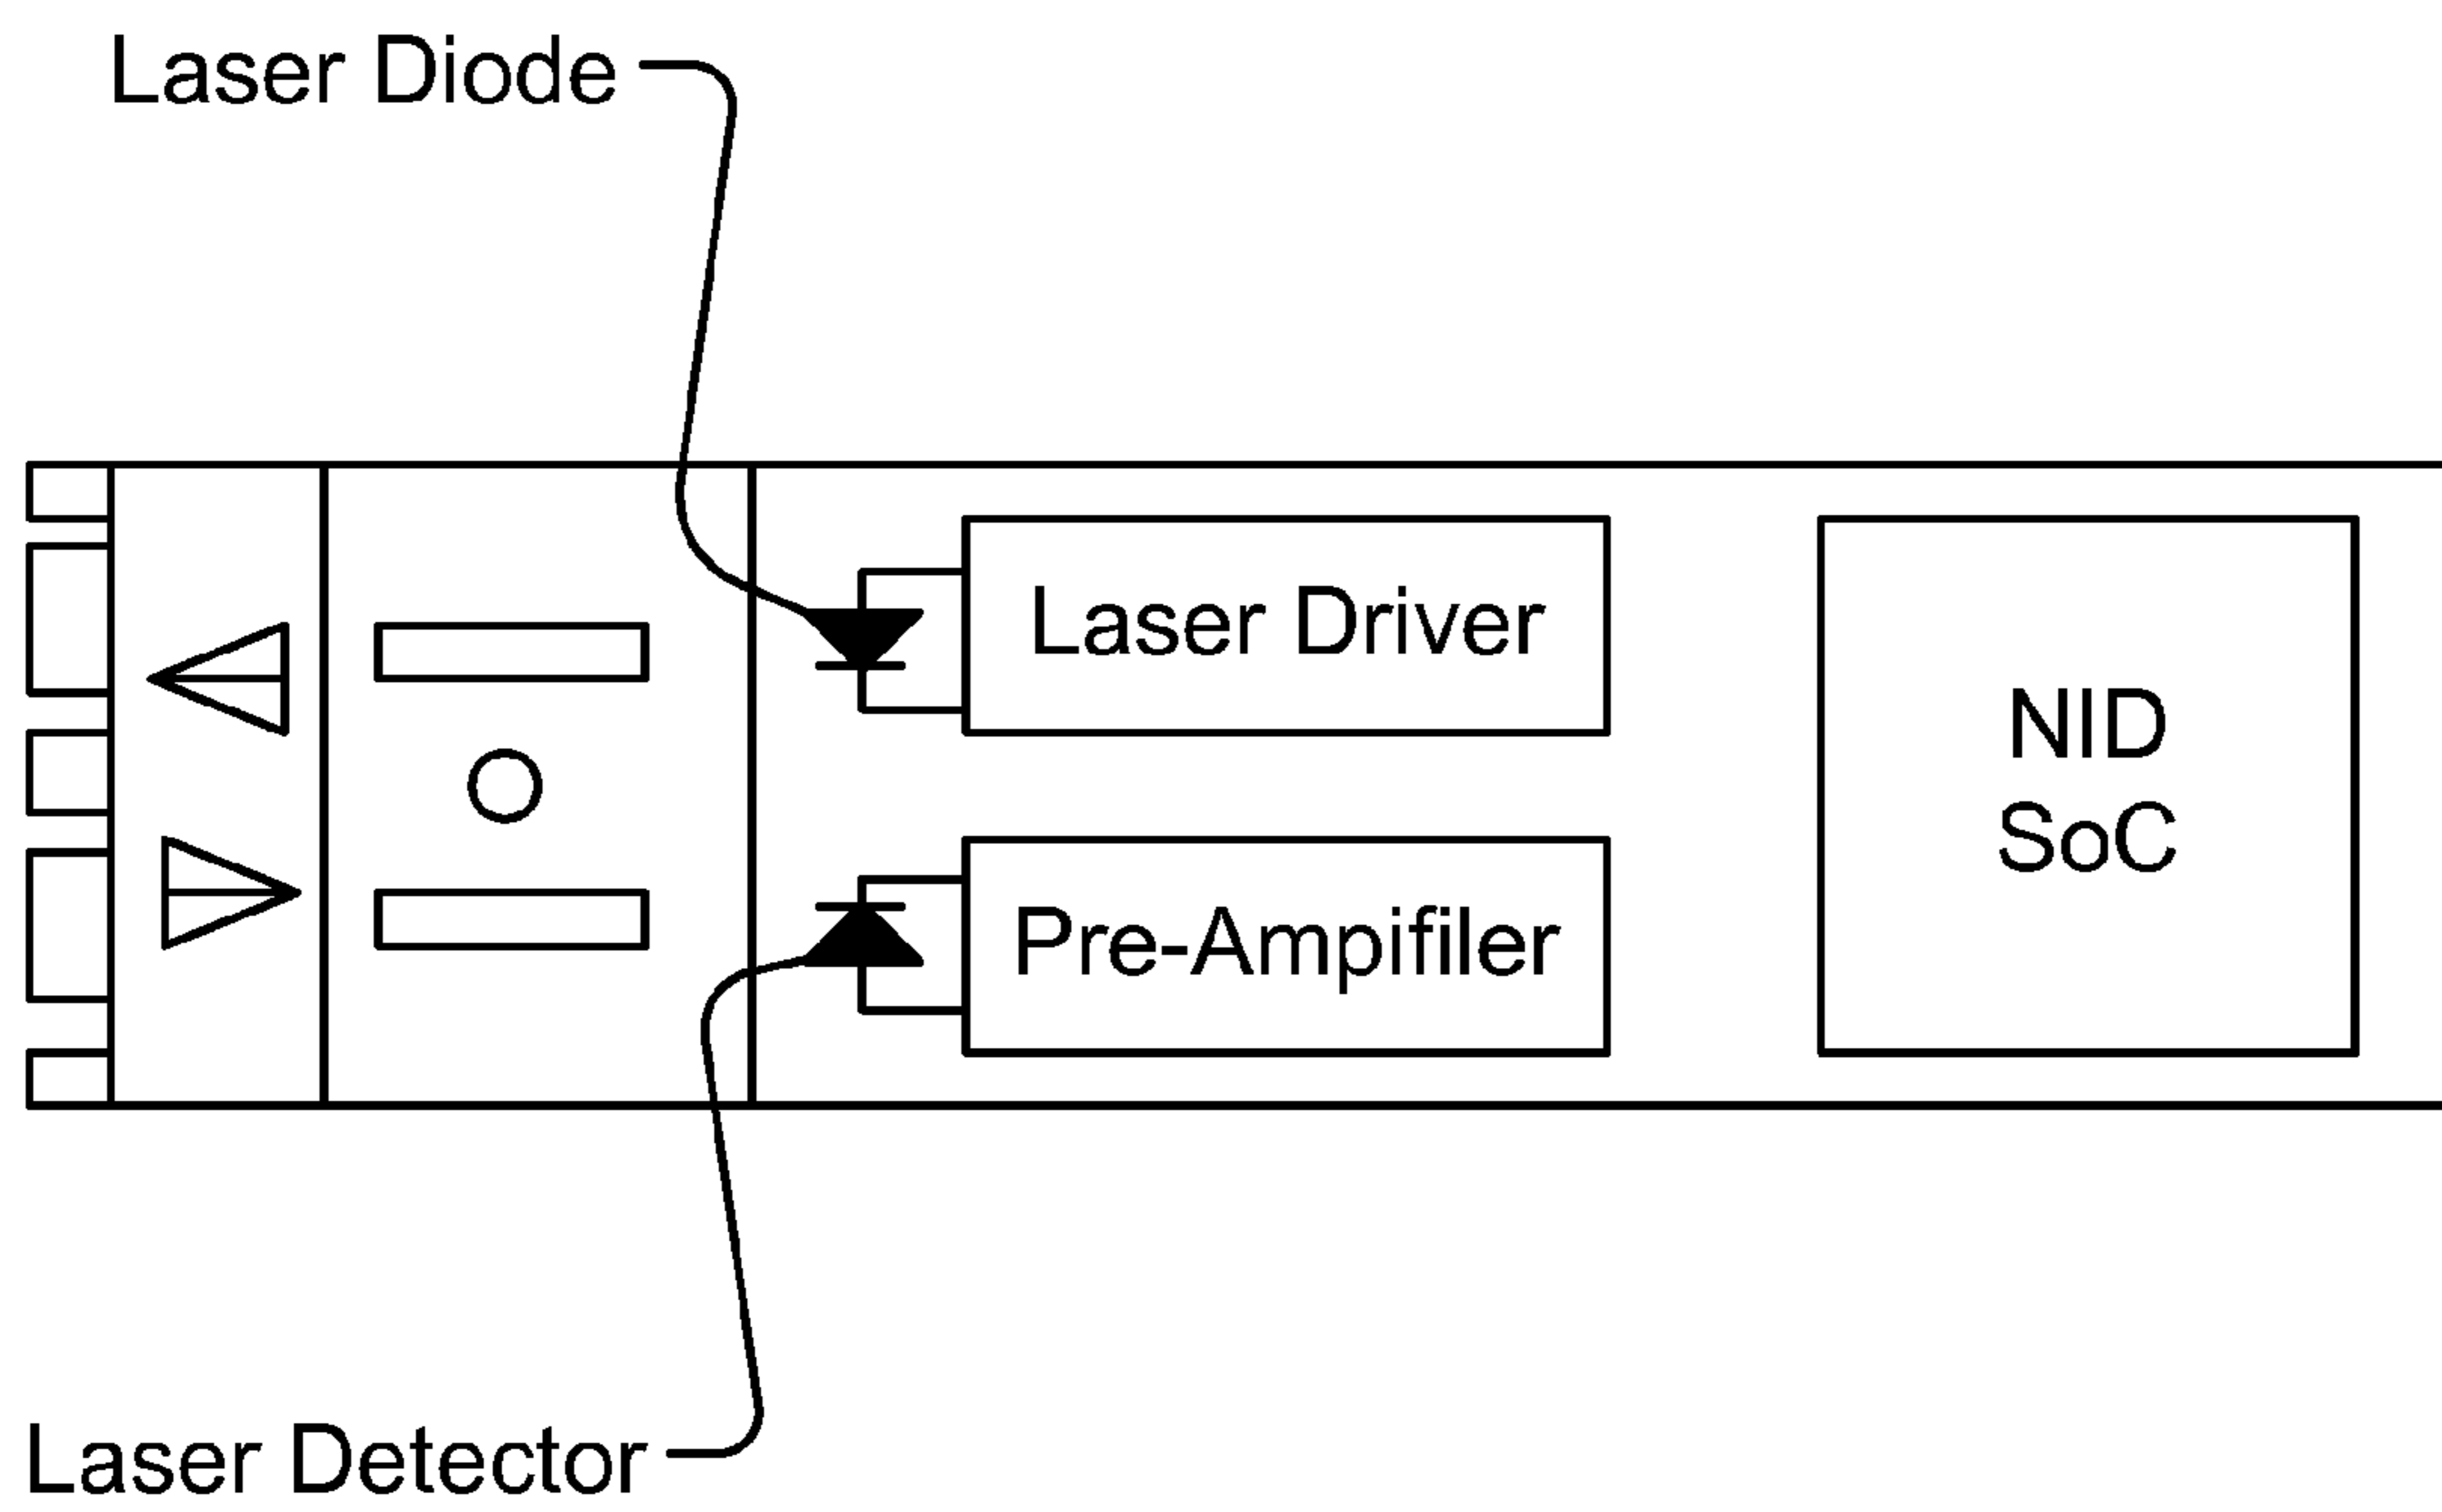 Laser Diode
Laser Driver
NID
SoC
Pre-Ampifiler
Laser Detector